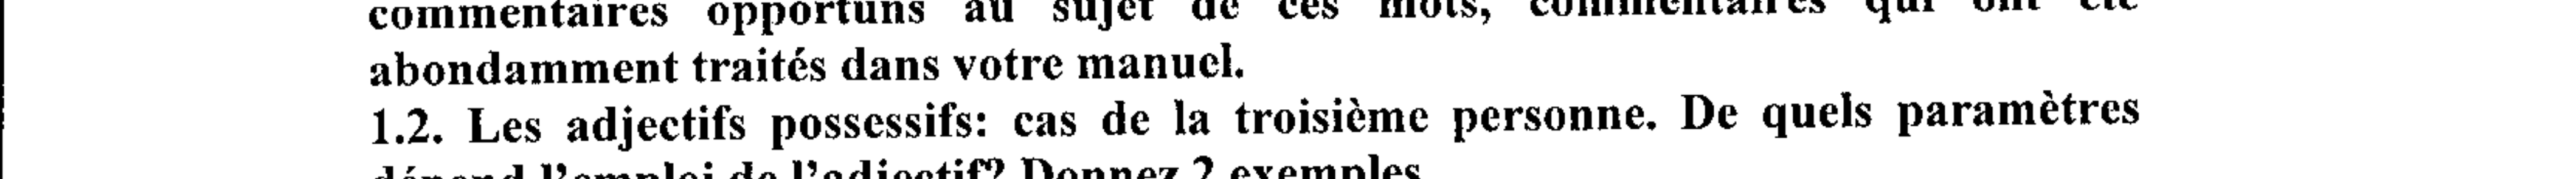 commentaires opportuns au sujet de ces mots, commentaires qui ont été
abondamment traités dans votre manuel.
1.2. Les adjectifs possessifs: cas de la troisième personne. De quels paramètres
dépend l'emploi de l'adjectif? Donnez 2 exemples.